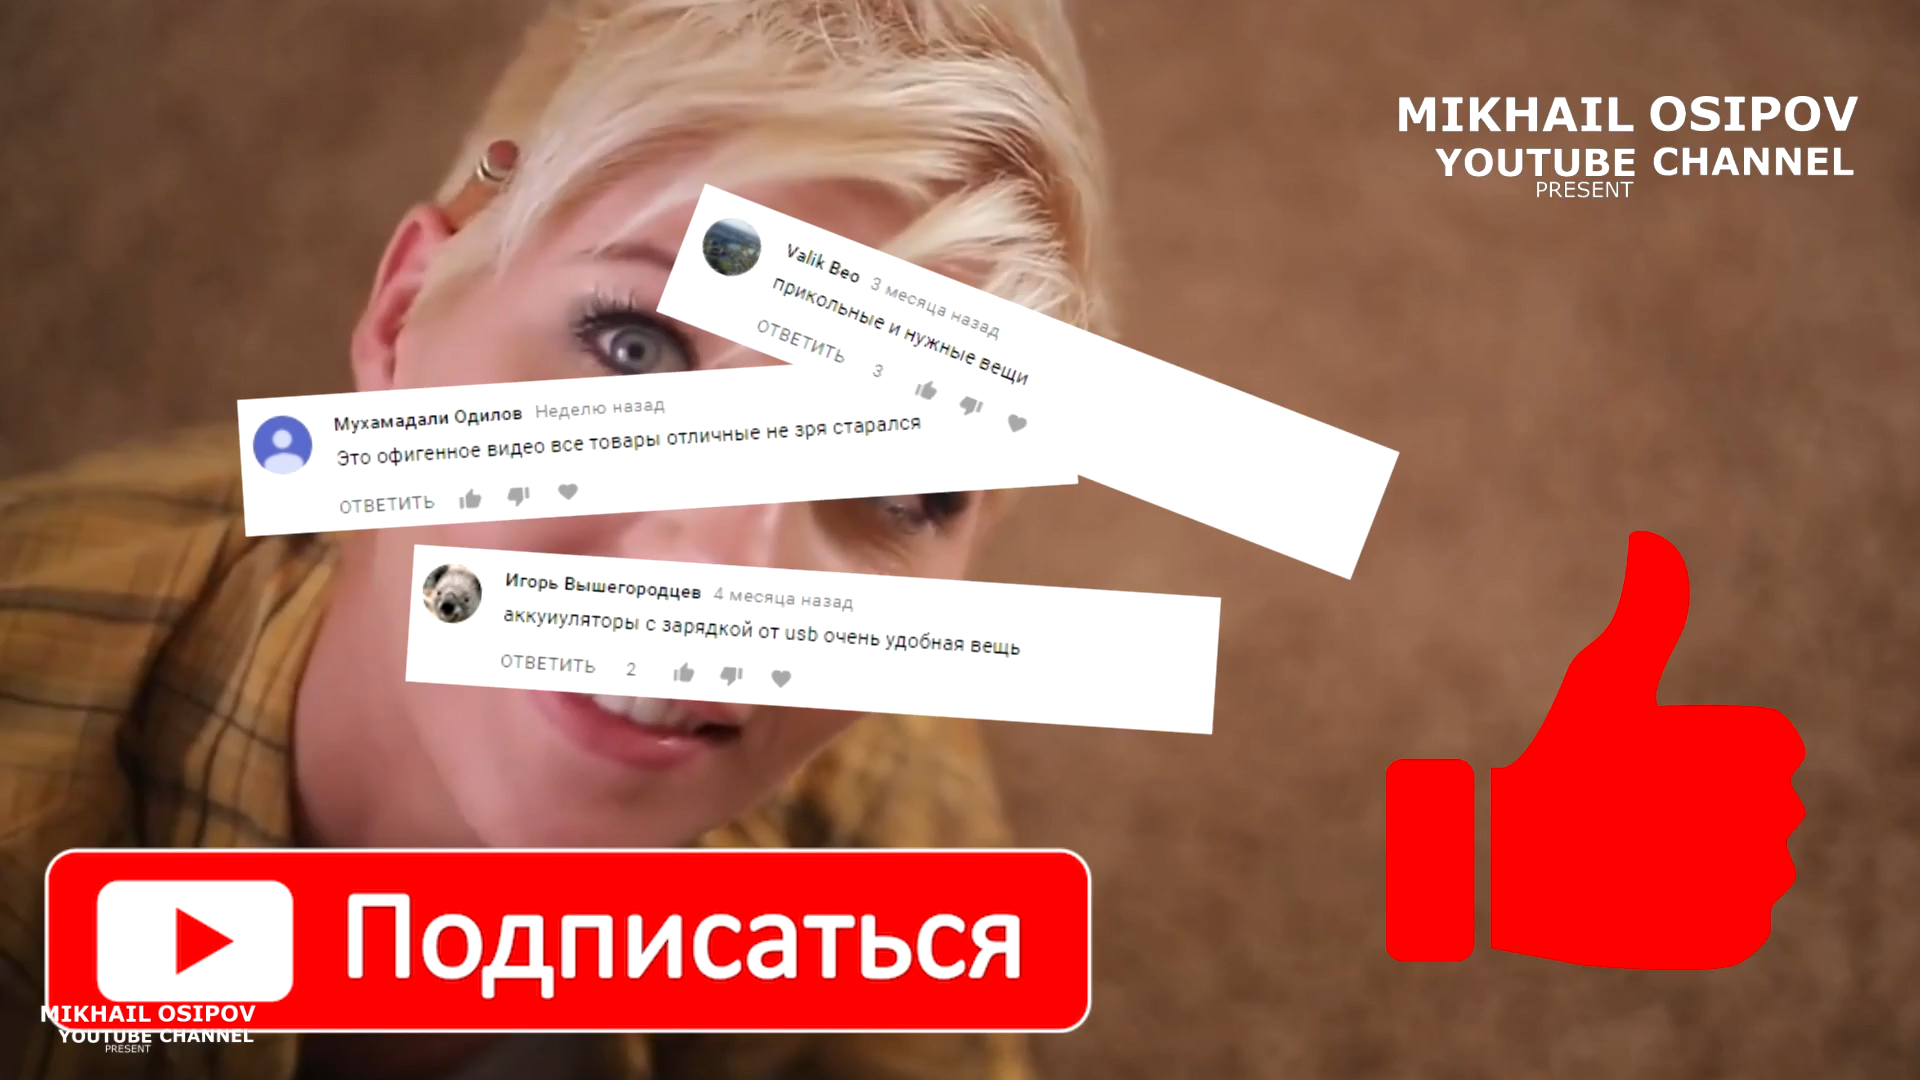 MIKHAIL OSIPOV
YOUTUBE CHANNEL
PRESENT
Valik Beo 3 месяца назад
прикольные и нужные вещи
ОТВЕТИТЬ 3
Мухамадали Одилов Неделю назад
Это офигенное видео все товары отличные не зря старался
ОТВЕТИТЬ
Игорь Вышегородцев 4 месяца назад
аккуиуляторы с зарядкой от usb очень удобная вещь
ОТВЕТИТЬ 2
Подписаться
MIKHAIL OSIPOV
YOUTUBE CHANNEL
PRESENT